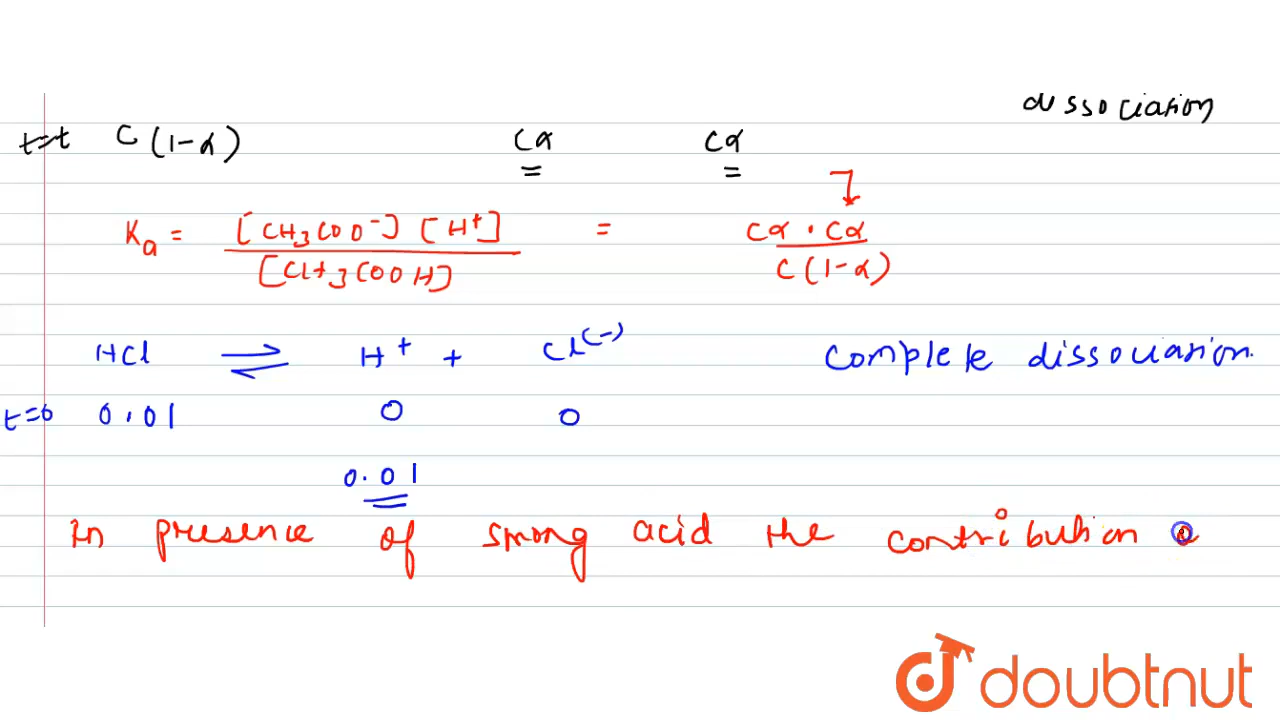 dissociation
t=t C(1-α) Cα Cα
= =
Ka = [CH3COO-] [H+] / [CH3COOH] = Cα · Cα / C(1-α)
HCl ⇌ H+ + Cl(-) Complete dissociation.
t=0 0.01 0 0
0.01
In presence of strong acid the contribution
doubtnut